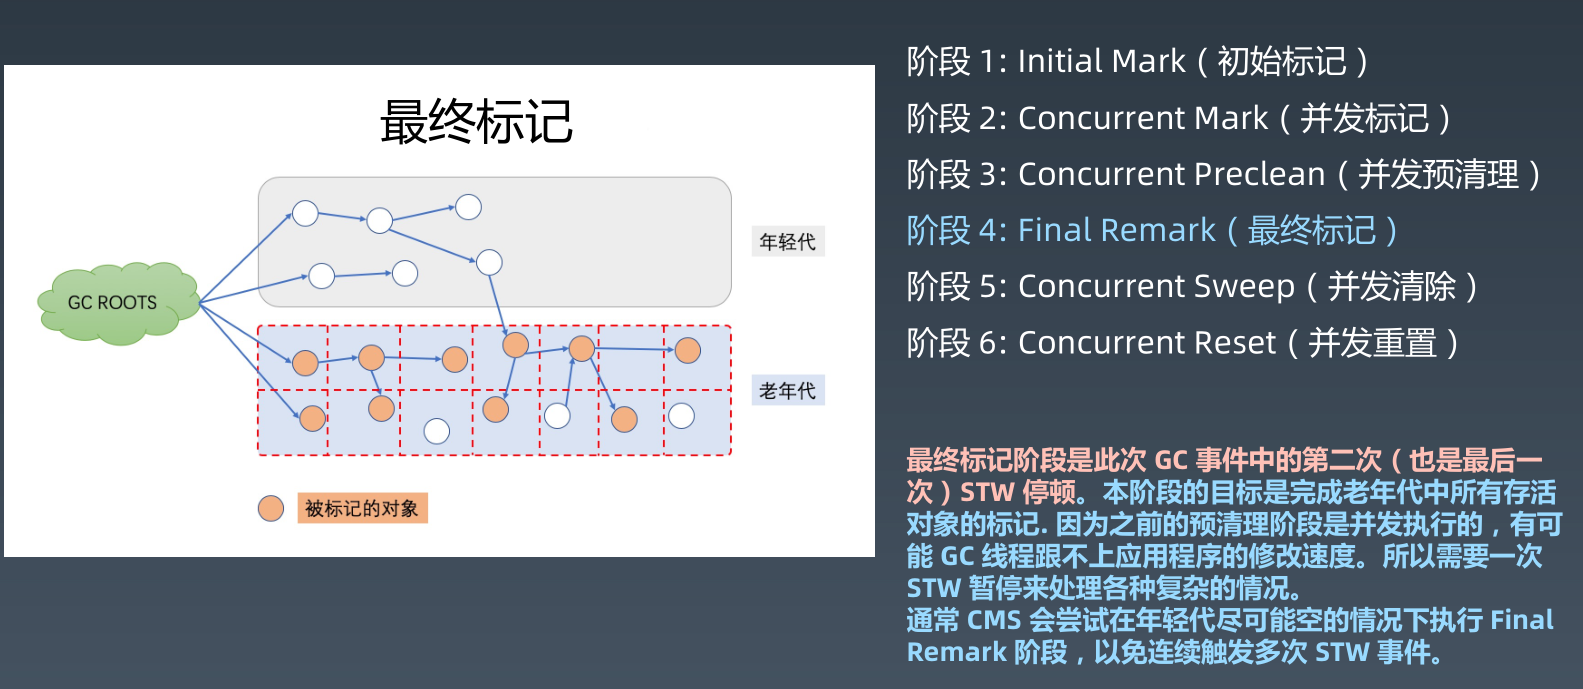 最终标记
年轻代
GC ROOTS
老年代
被标记的对象
阶段 1: Initial Mark（初始标记）
阶段 2: Concurrent Mark（并发标记）
阶段 3: Concurrent Preclean（并发预清理）
阶段 4: Final Remark（最终标记）
阶段 5: Concurrent Sweep（并发清除）
阶段 6: Concurrent Reset（并发重置）
最终标记阶段是此次 GC 事件中的第二次（也是最后一
次）STW 停顿。本阶段的目标是完成老年代中所有存活
对象的标记. 因为之前的预清理阶段是并发执行的，有可
能 GC 线程跟不上应用程序的修改速度。所以需要一次
STW 暂停来处理各种复杂的情况。
通常 CMS 会尝试在年轻代尽可能空的情况下执行 Final
Remark 阶段，以免连续触发多次 STW 事件。